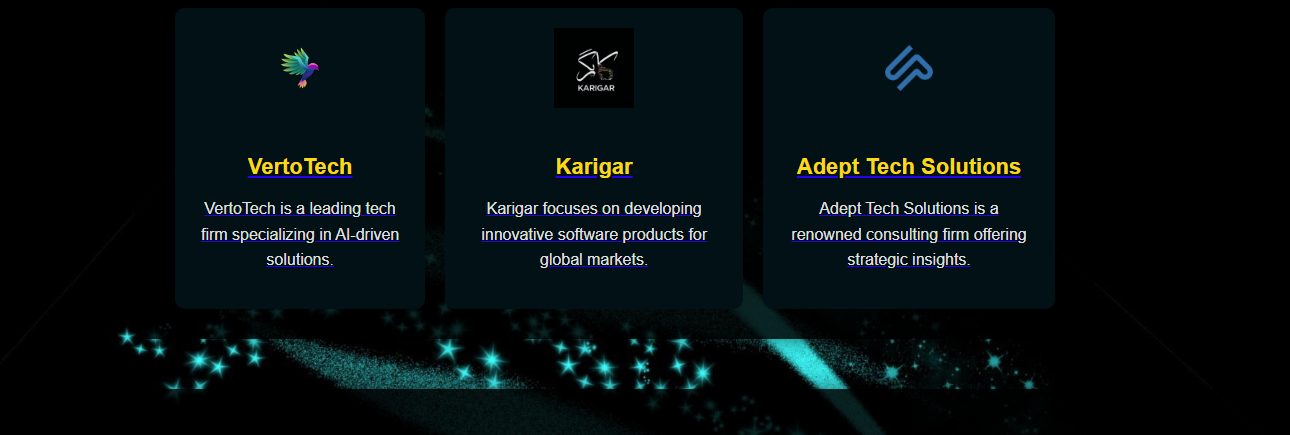 KARIGAR
VertoTech
VertoTech is a leading tech
firm specializing in AI-driven
solutions.
Karigar
Karigar focuses on developing
innovative software products for
global markets.
Adept Tech Solutions
Adept Tech Solutions is a
renowned consulting firm offering
strategic insights.